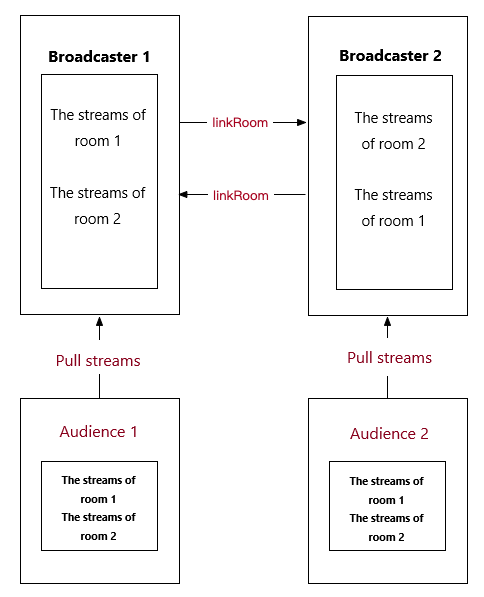 Broadcaster 1
The streams of
room 1
The streams of
room 2
linkRoom
linkRoom
Broadcaster 2
The streams
of room 2
The streams
of room 1
Pull streams
Pull streams
Audience 1
The streams of
room 1
The streams of
room 2
Audience 2
The streams of
room 1
The streams of
room 2